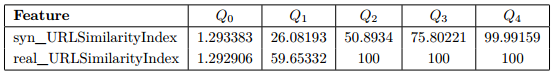 Feature Q0 Q1 Q2 Q3 Q4
syn_URLSimilarityIndex 1.293383 26.08193 50.8934 75.80221 99.99159
real_URLSimilarityIndex 1.292906 59.65332 100 100 100